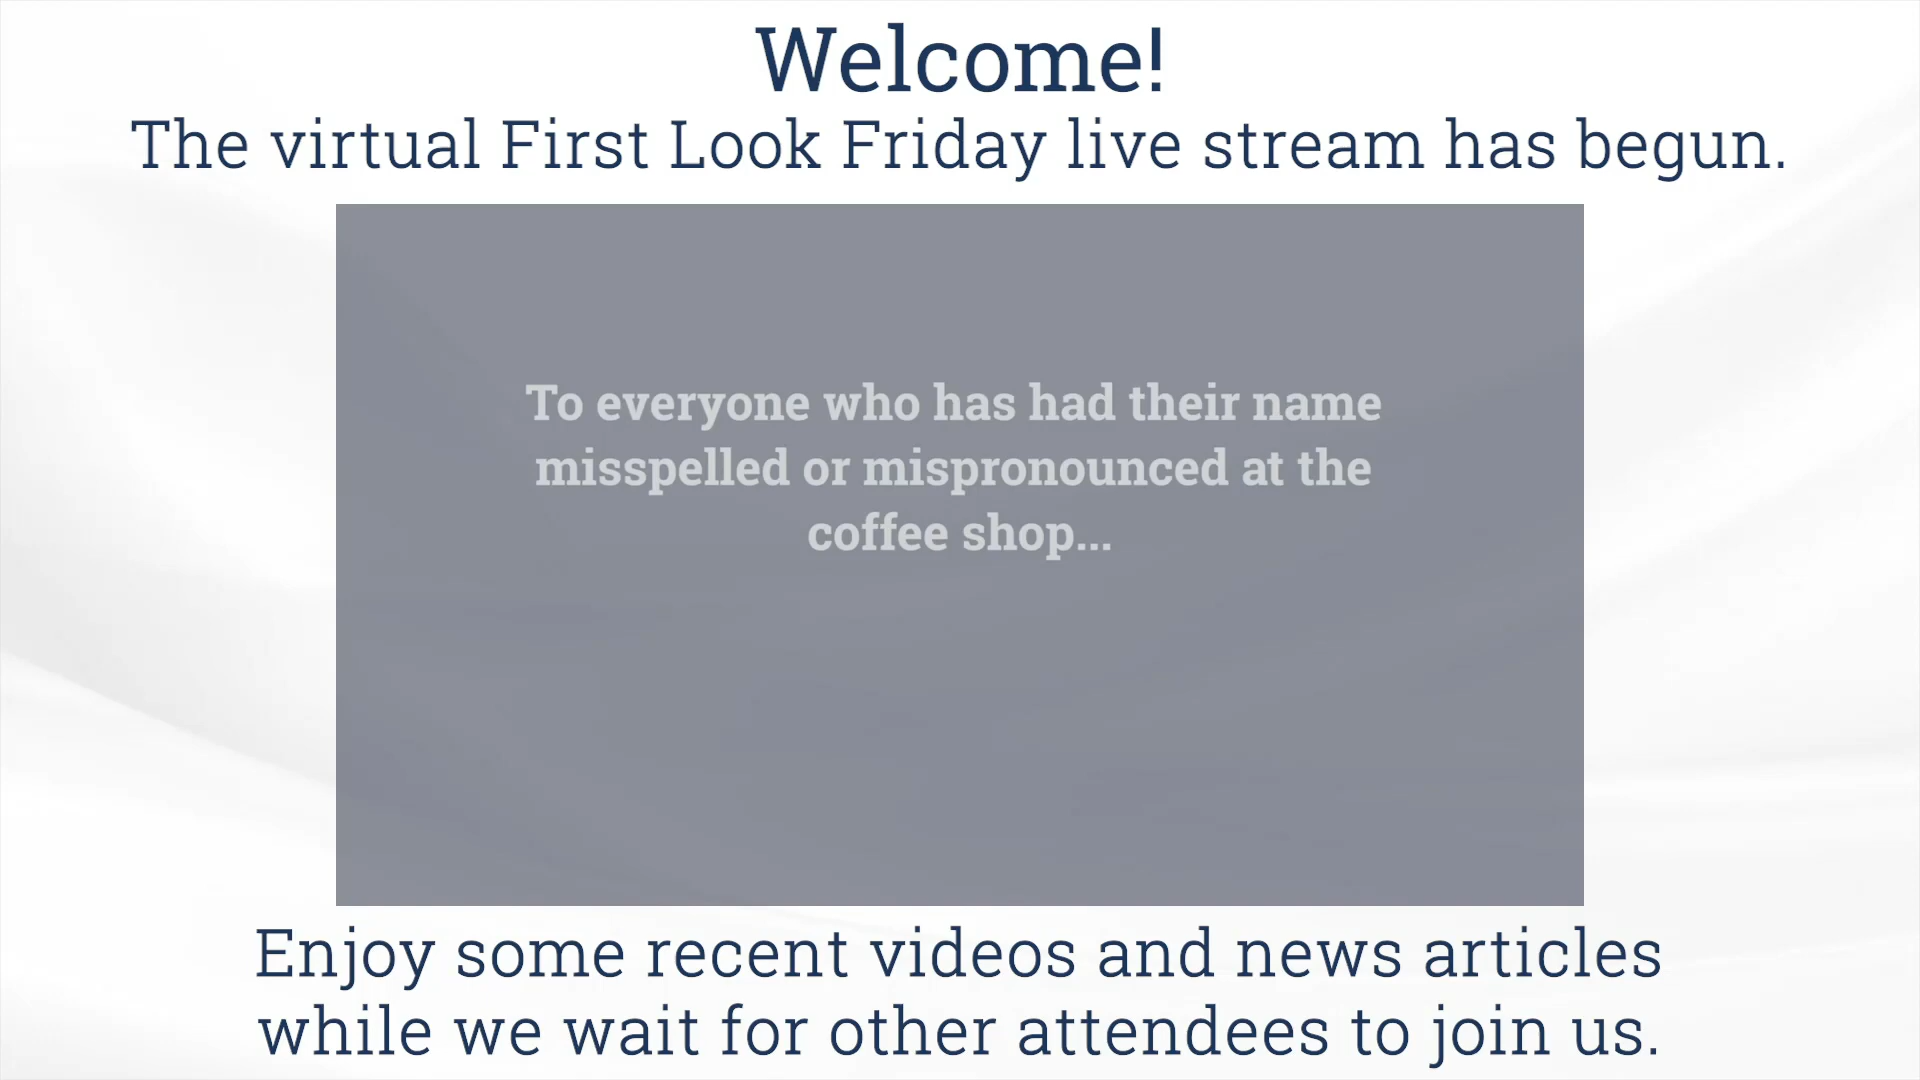 Welcome!
The virtual First Look Friday live stream has begun.
To everyone who has had their name
misspelled or mispronounced at the
coffee shop...
Enjoy some recent videos and news articles
while we wait for other attendees to join us.